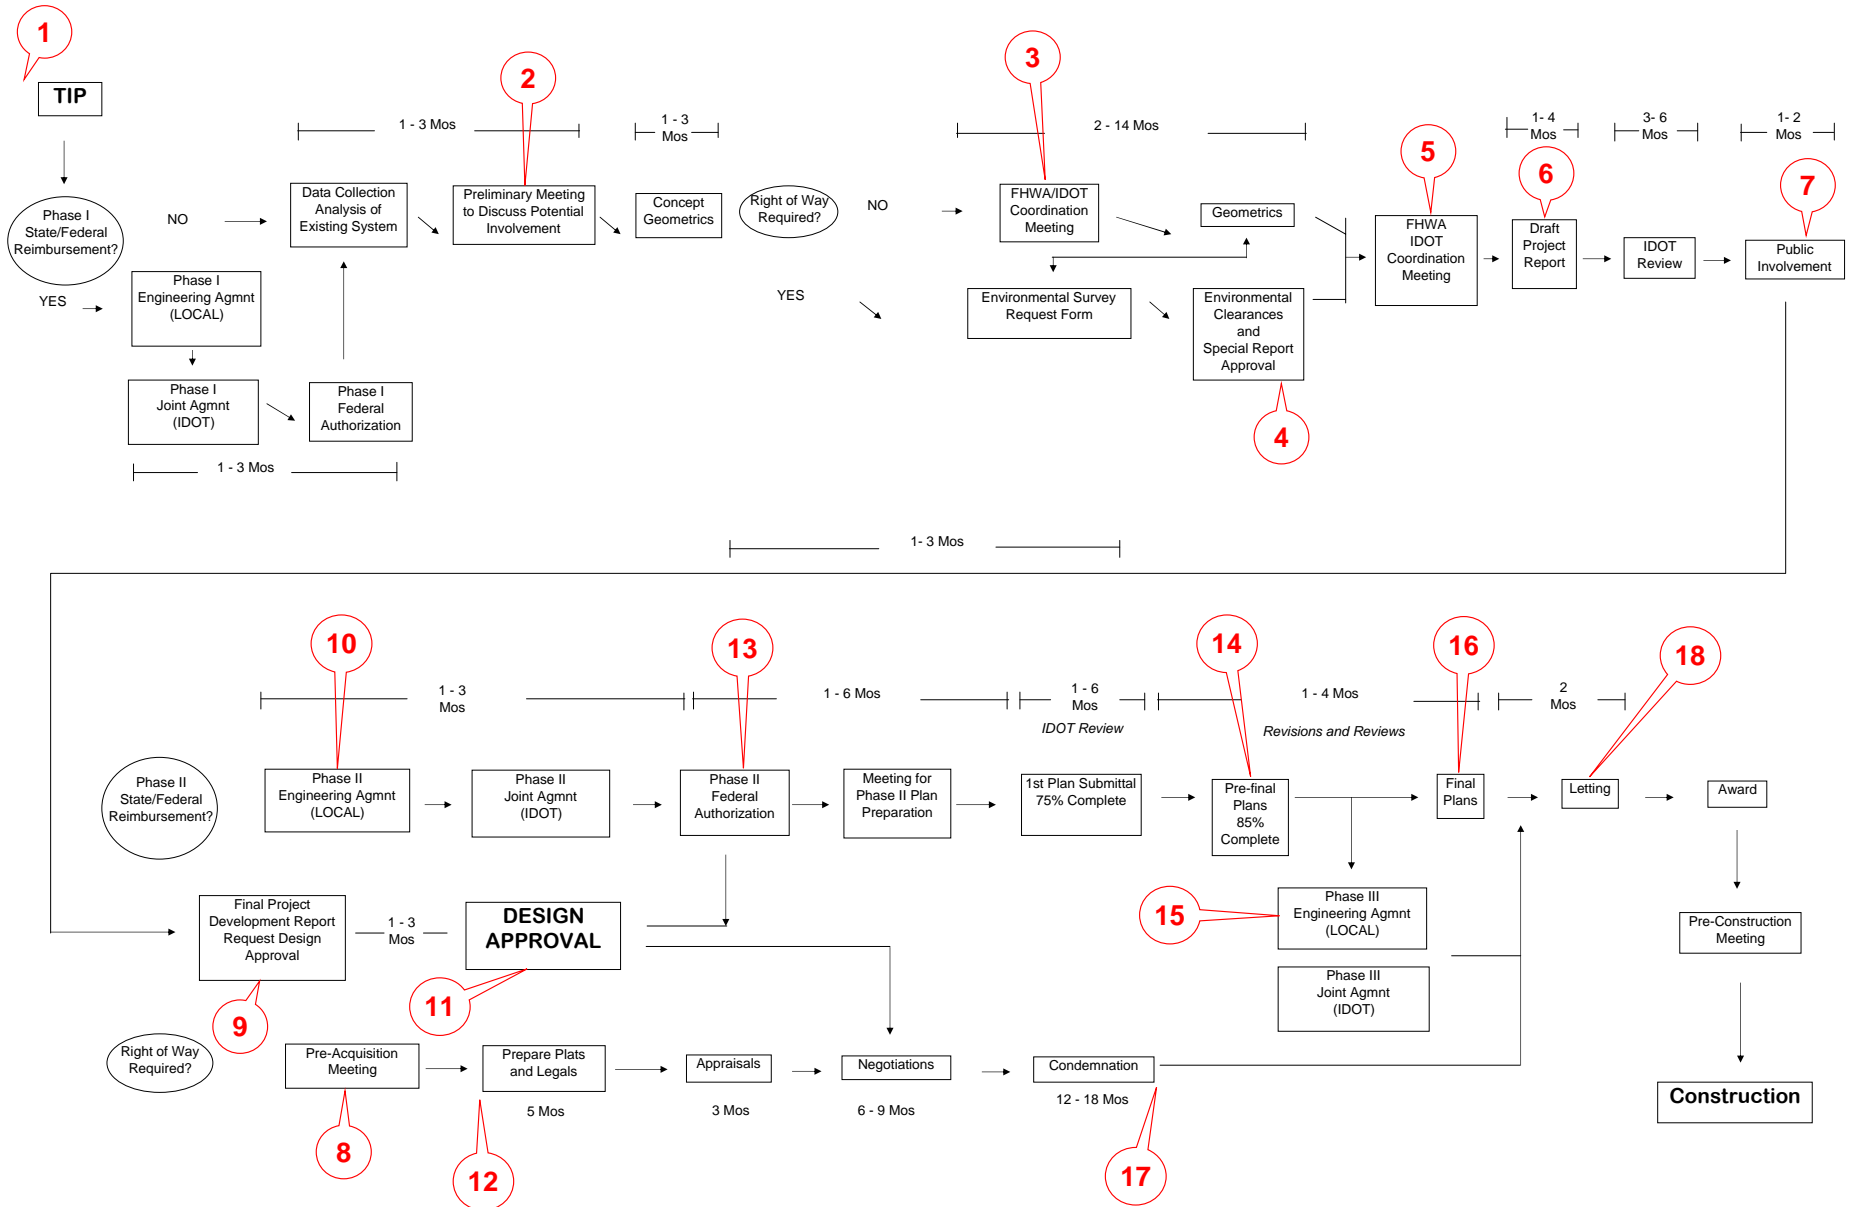 1
TIP
2
3
1 - 3 Mos
1 - 3
Mos
2 - 14 Mos
1- 4
Mos
3- 6
Mos
1- 2
Mos
5
6
7
Phase I
State/Federal
Reimbursement?
NO
Data Collection
Analysis of
Existing System
Preliminary Meeting
to Discuss Potential
Involvement
Concept
Geometrics
Right of Way
Required?
NO
FHWA/IDOT
Coordination
Meeting
Geometrics
FHWA
IDOT
Coordination
Meeting
Draft
Project
Report
IDOT
Review
Public
Involvement
YES
Phase I
Engineering Agmnt
(LOCAL)
YES
Environmental Survey
Request Form
Environmental
Clearances
and
Special Report
Approval
Phase I
Joint Agmnt
(IDOT)
Phase I
Federal
Authorization
4
1 - 3 Mos
1- 3 Mos
10
13
14
16
18
1 - 3
Mos
1 - 6 Mos
1 - 6
Mos
IDOT Review
1 - 4 Mos
Revisions and Reviews
2
Mos
Phase II
State/Federal
Reimbursement?
Phase II
Engineering Agmnt
(LOCAL)
Phase II
Joint Agmnt
(IDOT)
Phase II
Federal
Authorization
Meeting for
Phase II Plan
Preparation
1st Plan Submittal
75% Complete
Pre-final
Plans
85%
Complete
Final
Plans
Letting
Award
Final Project
Development Report
Request Design
Approval
1 - 3
Mos
DESIGN
APPROVAL
15
Phase III
Engineering Agmnt
(LOCAL)
Pre-Construction
Meeting
Phase III
Joint Agmnt
(IDOT)
9
11
Right of Way
Required?
Pre-Acquisition
Meeting
Prepare Plats
and Legals
Appraisals
Negotiations
Condemnation
Construction
5 Mos
3 Mos
6 - 9 Mos
12 - 18 Mos
8
12
17